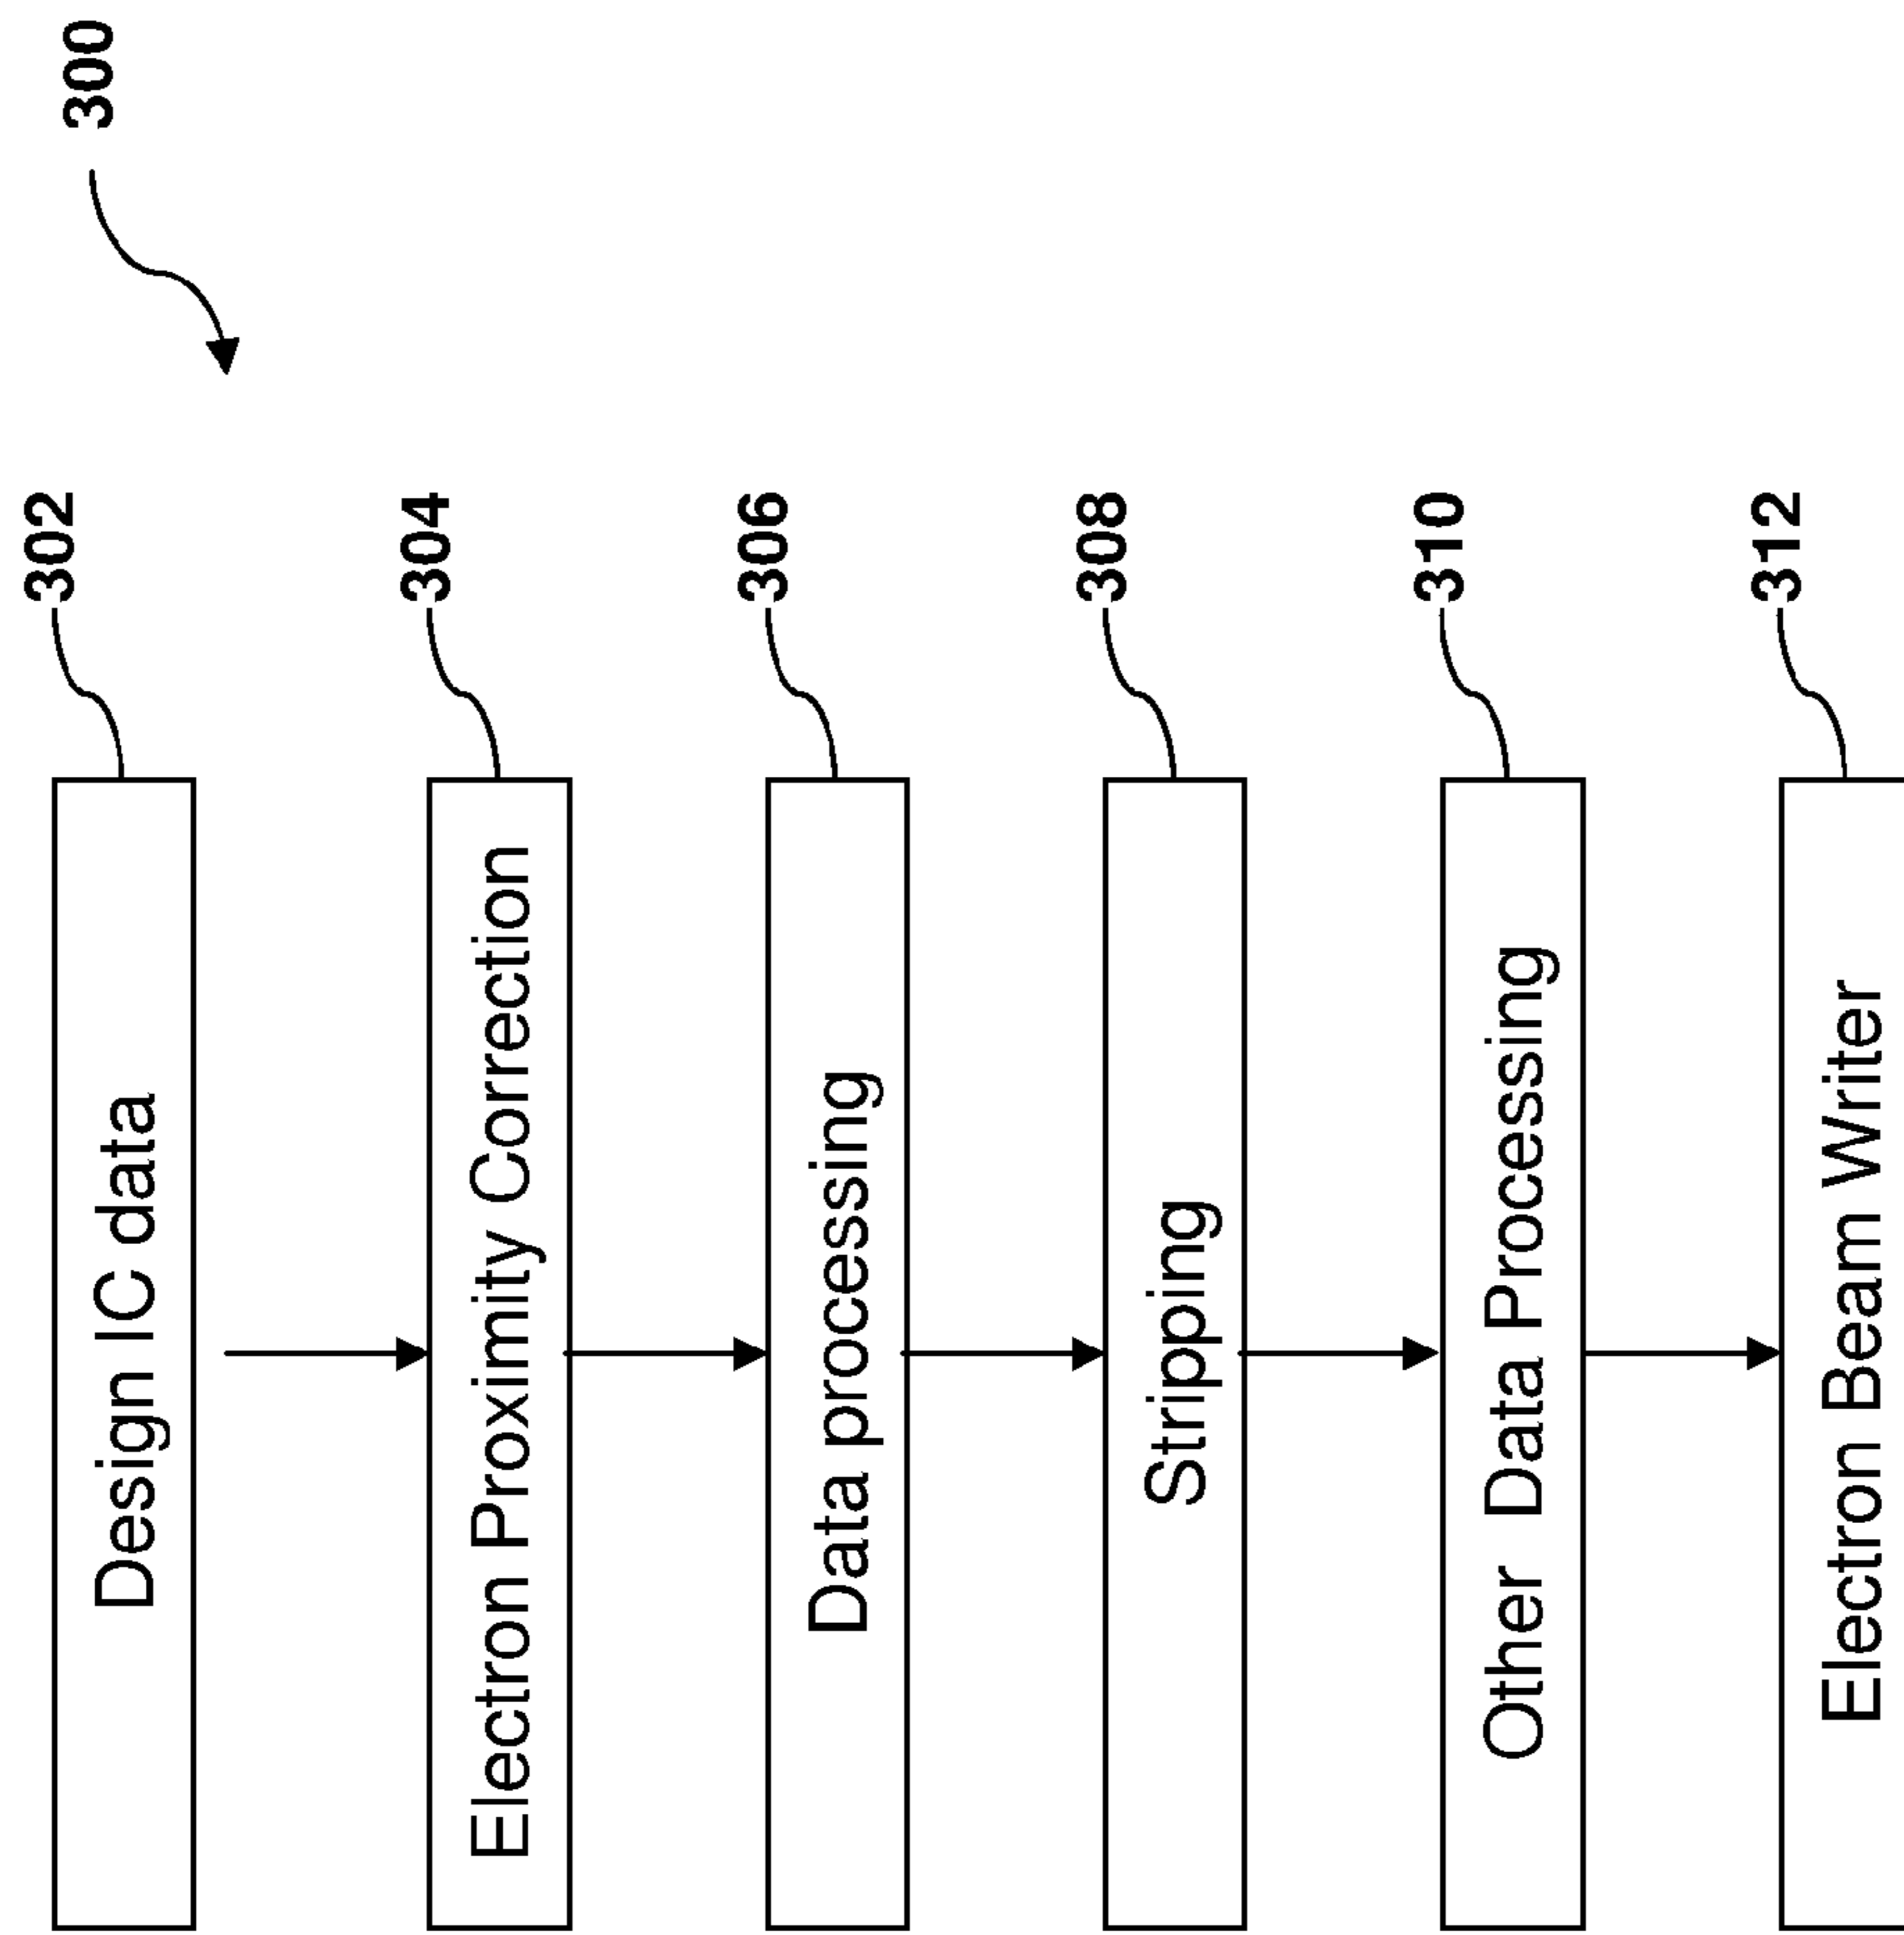 300
302
Design IC data
304
Electron Proximity Correction
306
Data processing
308
Stripping
310
Other Data Processing
312
Electron Beam Writer